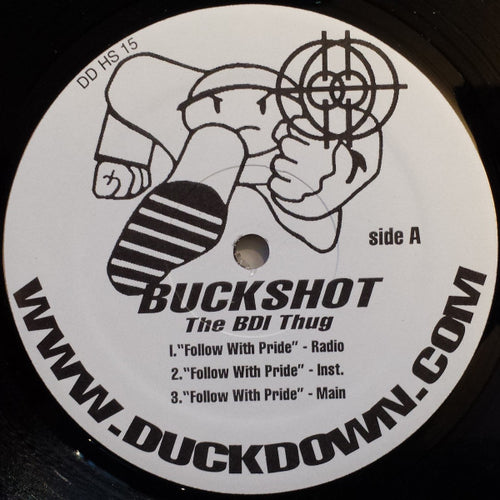 DD HS 15
side A
BUCKSHOT
The BDI Thug
1."Follow With Pride" - Radio
2."Follow With Pride" - Inst.
3."Follow With Pride" - Main
WWW.DUCKDOWN.COM